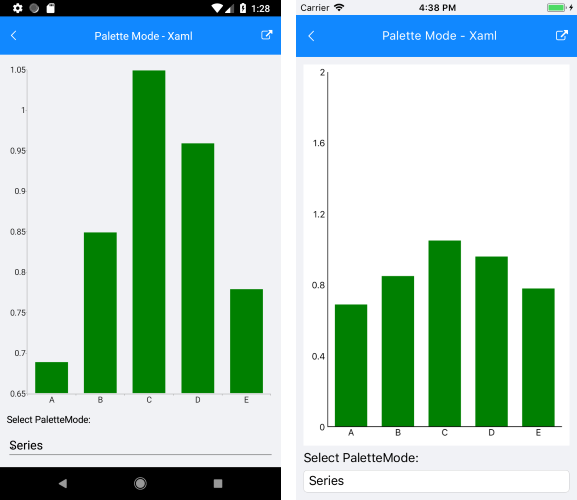 1:28
Palette Mode - Xaml
1.05
1
0.95
0.9
0.85
0.8
0.75
0.7
0.65
A B C D E
Select PaletteMode:
Series
Carrier 4:38 PM
Palette Mode - Xaml
2
1.6
1.2
0.8
0.4
0
A B C D E
Select PaletteMode:
Series